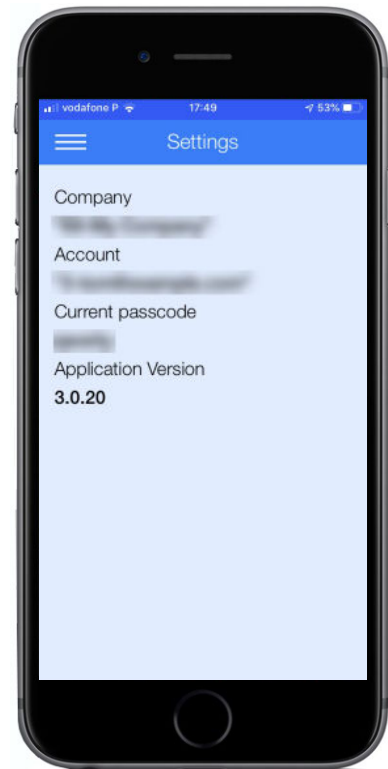 vodafone P 17:49 53%
Settings
Company
Account
Current passcode
Application Version
3.0.20